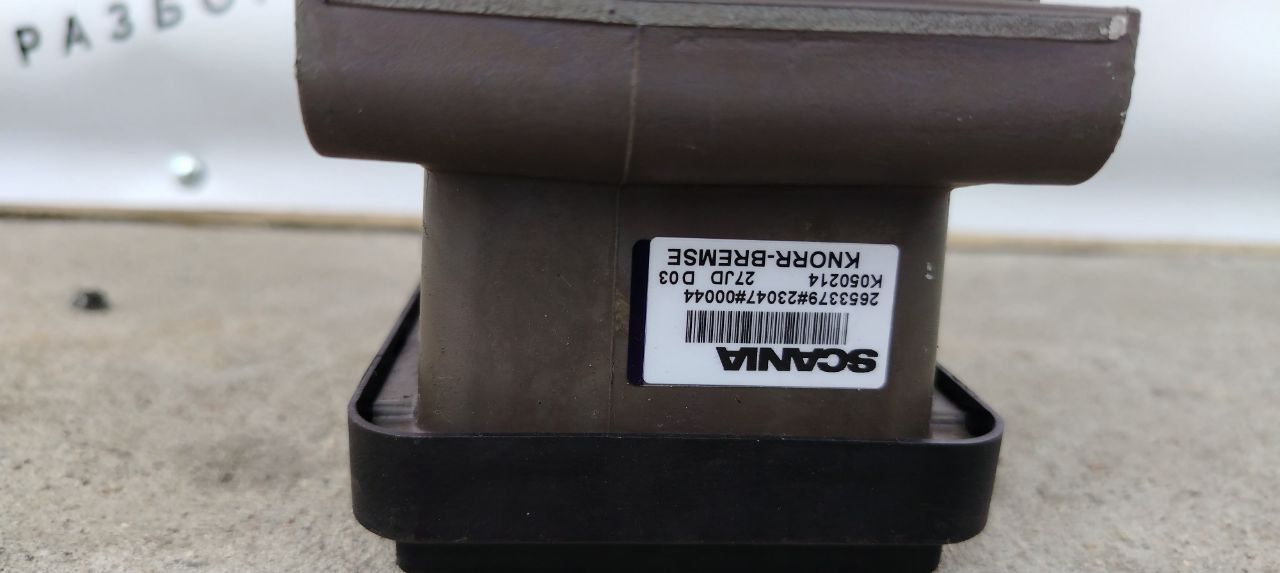 РАЗБО
SCANIA
2653379#23047#00044
K050214 27JD D03
KNORR-BREMSE